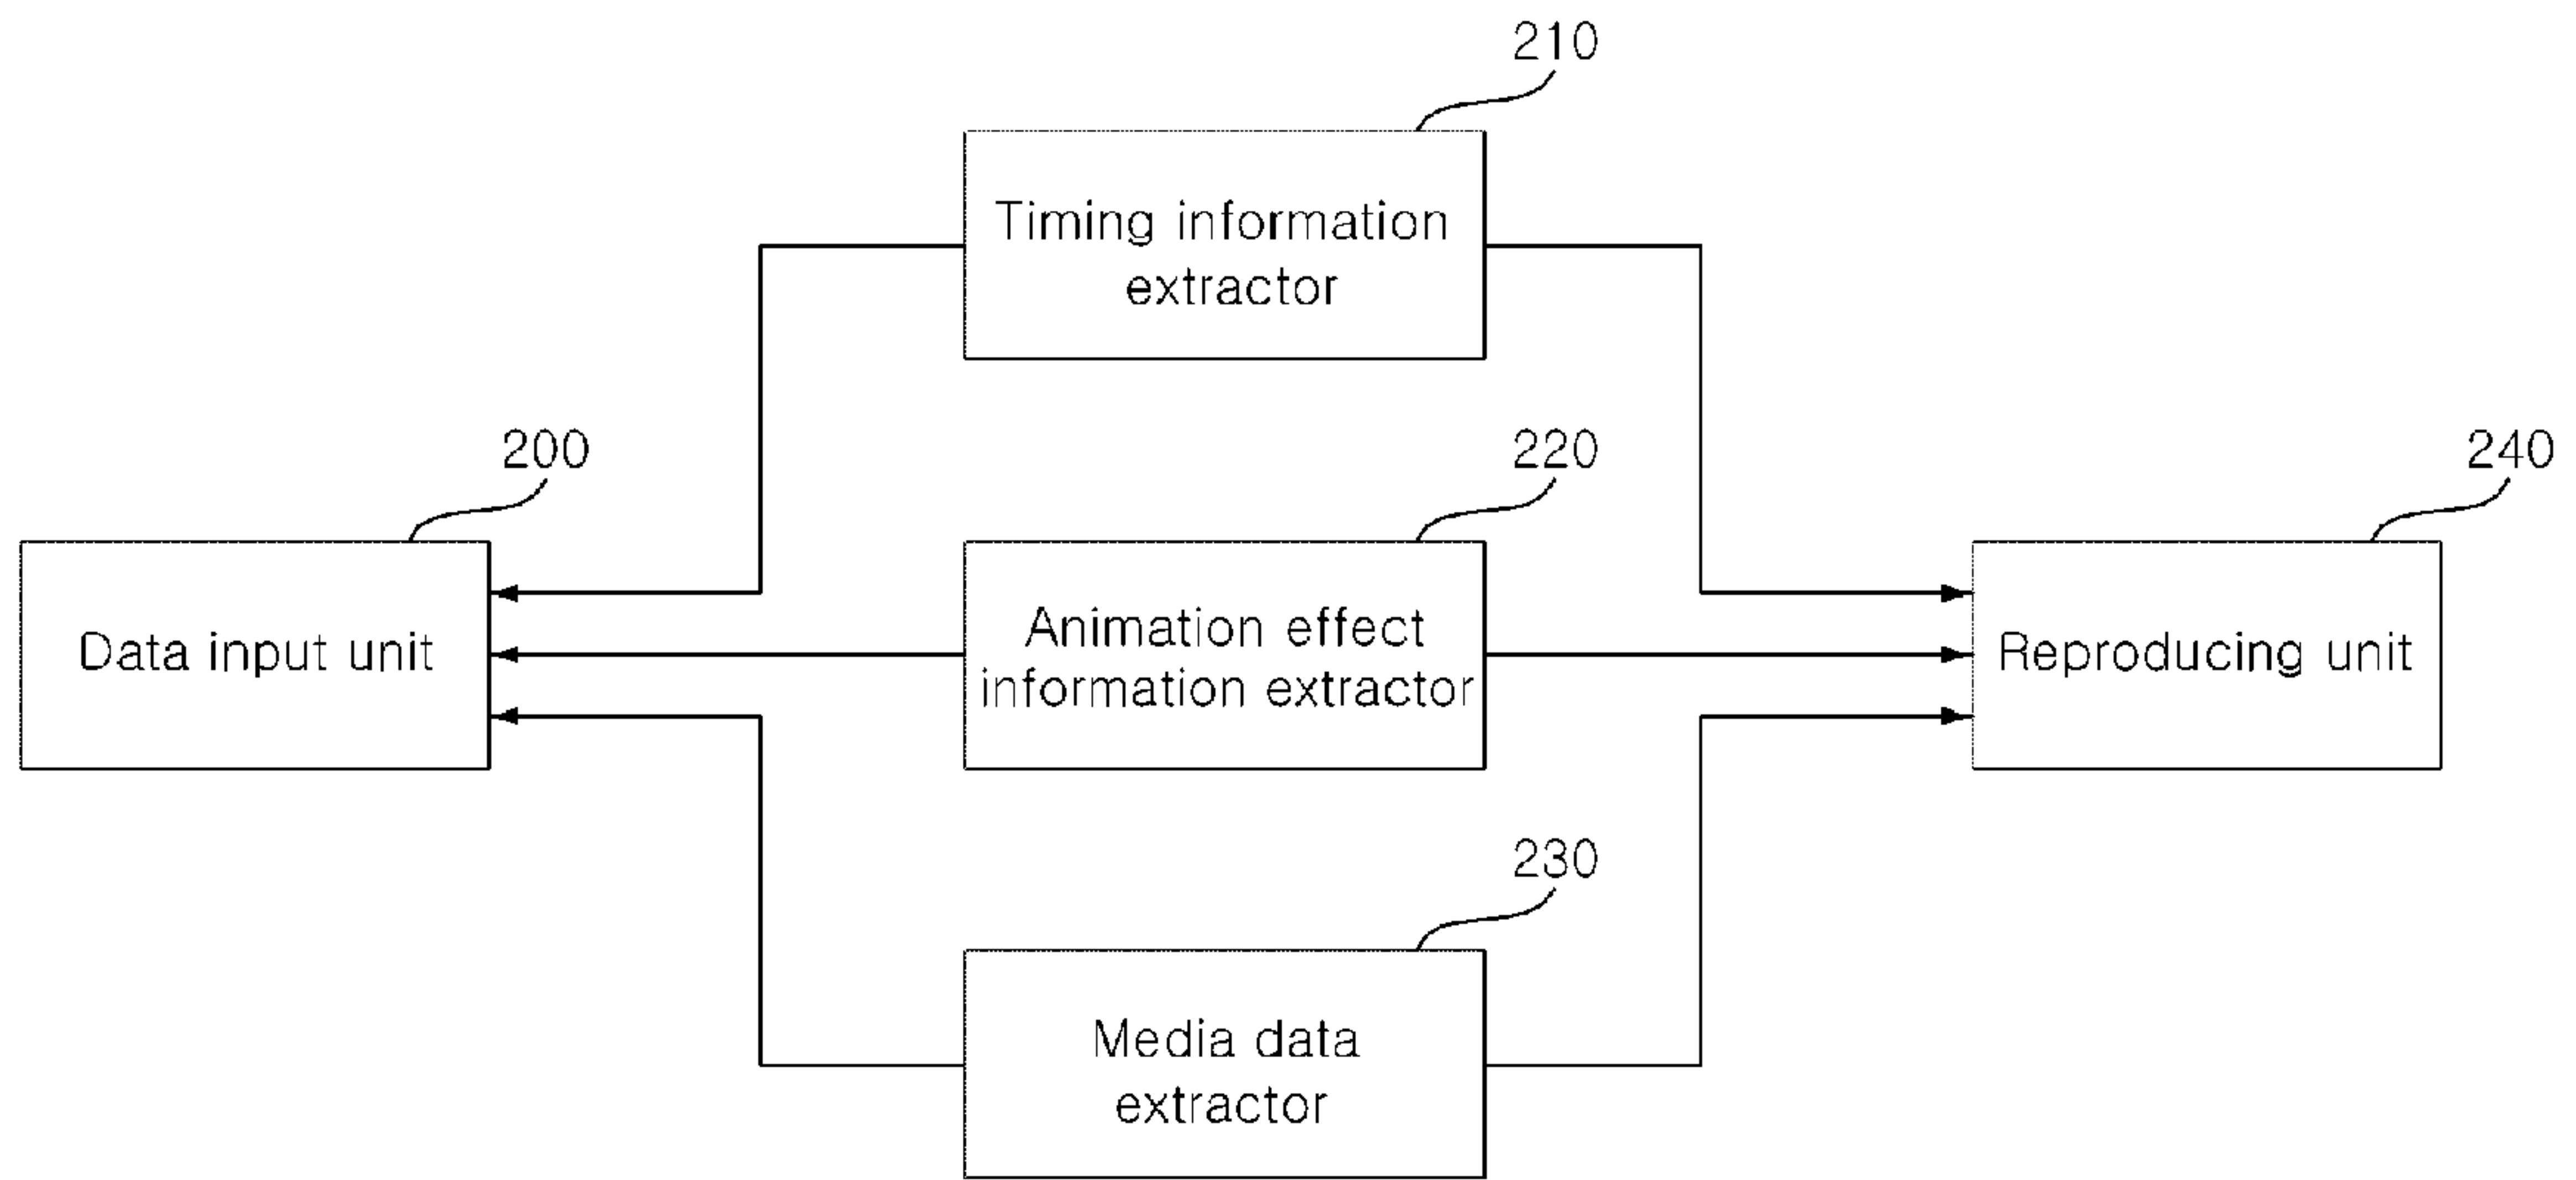 210
Timing information
extractor
200
Data input unit
220
Animation effect
information extractor
240
Reproducing unit
230
Media data
extractor